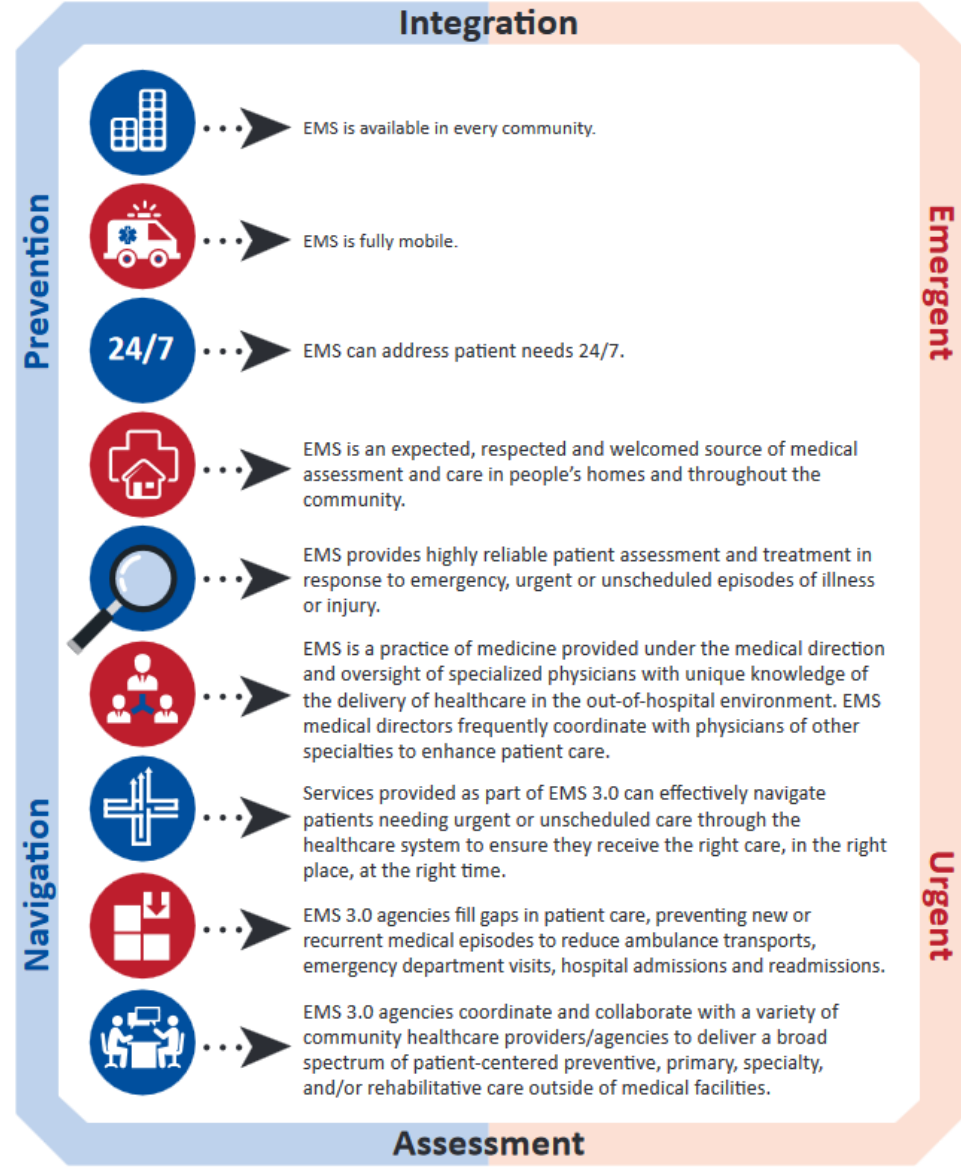 Integration
Prevention
Emergent
EMS is available in every community.
EMS is fully mobile.
24/7
EMS can address patient needs 24/7.
EMS is an expected, respected and welcomed source of medical
assessment and care in people's homes and throughout the
community.
EMS provides highly reliable patient assessment and treatment in
response to emergency, urgent or unscheduled episodes of illness
or injury.
EMS is a practice of medicine provided under the medical direction
and oversight of specialized physicians with unique knowledge of
the delivery of healthcare in the out-of-hospital environment. EMS
medical directors frequently coordinate with physicians of other
specialties to enhance patient care.
Navigation
Urgent
Services provided as part of EMS 3.0 can effectively navigate
patients needing urgent or unscheduled care through the
healthcare system to ensure they receive the right care, in the right
place, at the right time.
EMS 3.0 agencies fill gaps in patient care, preventing new or
recurrent medical episodes to reduce ambulance transports,
emergency department visits, hospital admissions and readmissions.
EMS 3.0 agencies coordinate and collaborate with a variety of
community healthcare providers/agencies to deliver a broad
spectrum of patient-centered preventive, primary, specialty,
and/or rehabilitative care outside of medical facilities.
Assessment